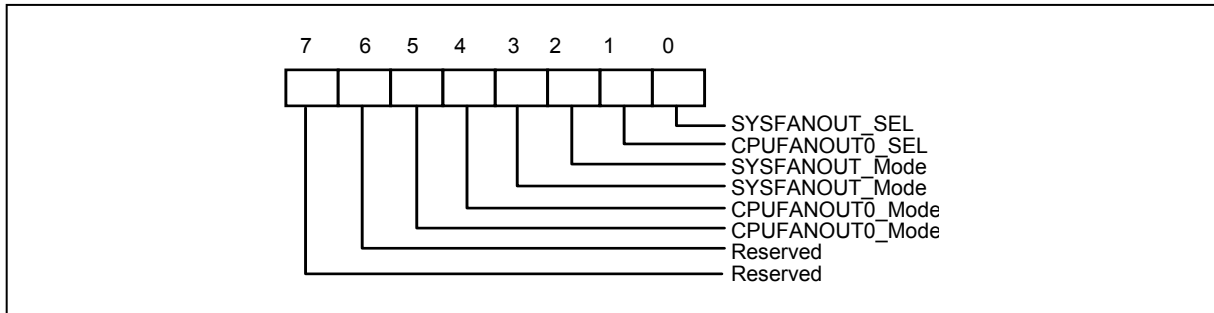 7 6 5 4 3 2 1 0
SYSFANOUT_SEL
CPUFANOUT0_SEL
SYSFANOUT_Mode
SYSFANOUT_Mode
CPUFANOUT0_Mode
CPUFANOUT0_Mode
Reserved
Reserved